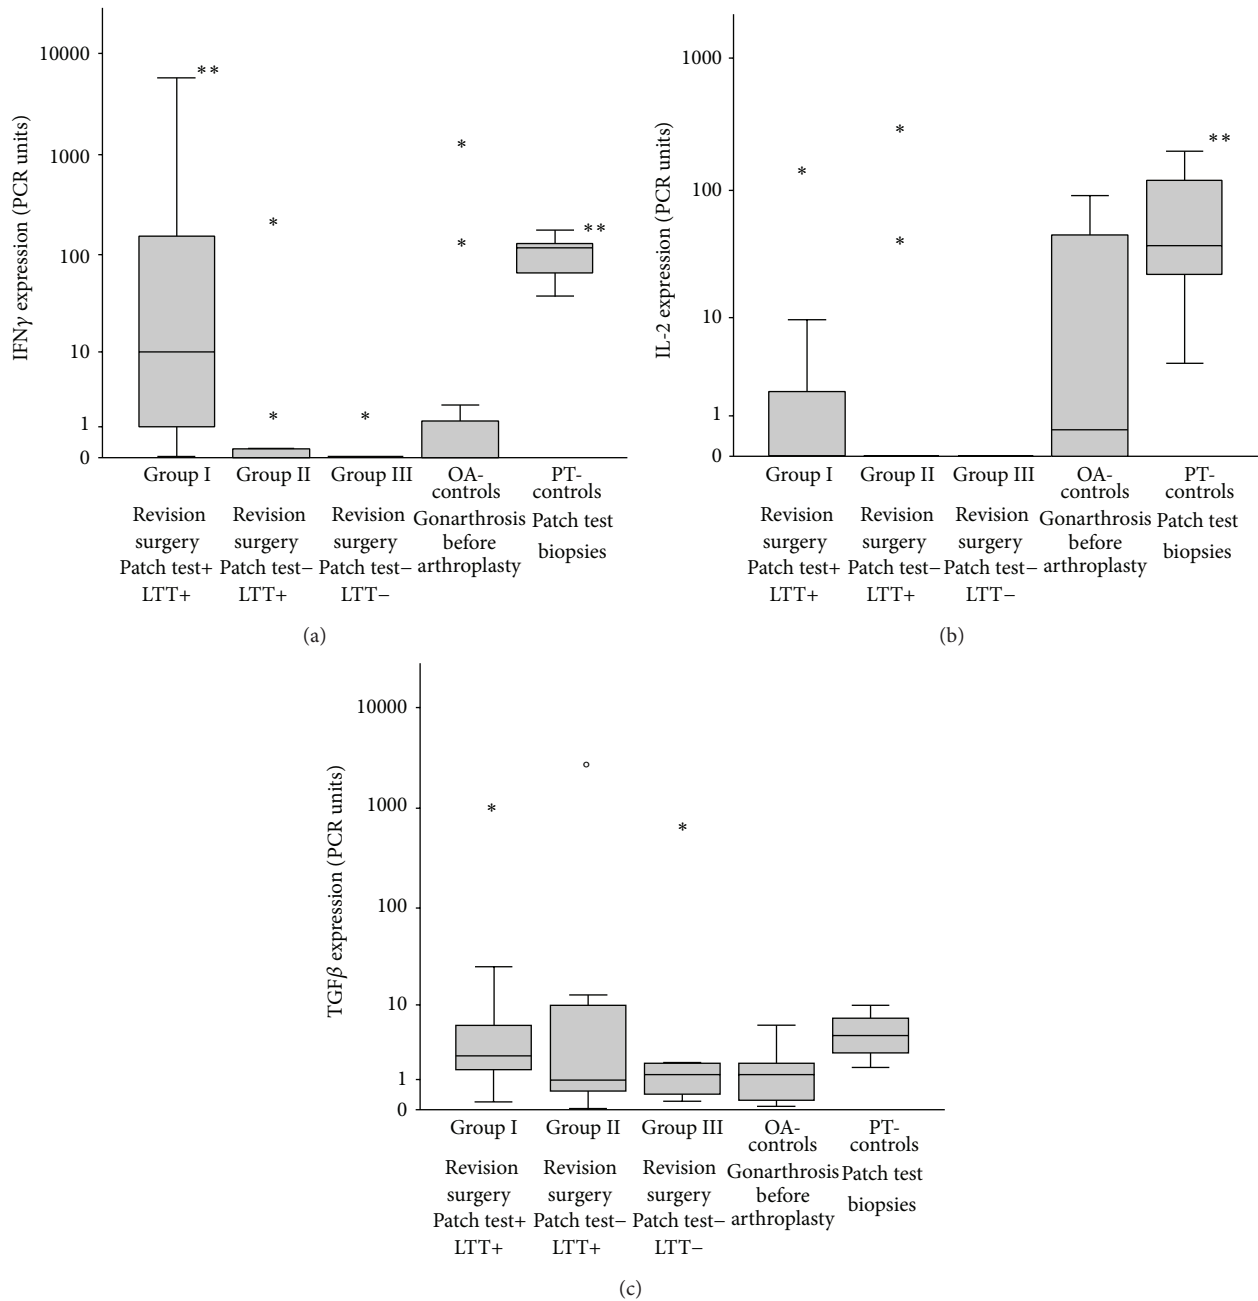 IFNγ expression (PCR units)
10000
1000
100
10
1
0
**
*
*
*
*
*
**
Group I
Group II
Group III
OA-
controls
PT-
controls
Revision
surgery
Patch test+
LTT+
Revision
surgery
Patch test−
LTT+
Revision
surgery
Patch test−
LTT−
Gonarthrosis
before
arthroplasty
Patch test
biopsies
(a)
IL-2 expression (PCR units)
1000
100
10
1
0
*
*
*
**
Group I
Group II
Group III
OA-
controls
PT-
controls
Revision
surgery
Patch test+
LTT+
Revision
surgery
Patch test−
LTT+
Revision
surgery
Patch test−
LTT−
Gonarthrosis
before
arthroplasty
Patch test
biopsies
(b)
TGFβ expression (PCR units)
10000
1000
100
10
1
0
*
*
Group I
Group II
Group III
OA-
controls
PT-
controls
Revision
surgery
Patch test+
LTT+
Revision
surgery
Patch test−
LTT+
Revision
surgery
Patch test−
LTT−
Gonarthrosis
before
arthroplasty
Patch test
biopsies
(c)